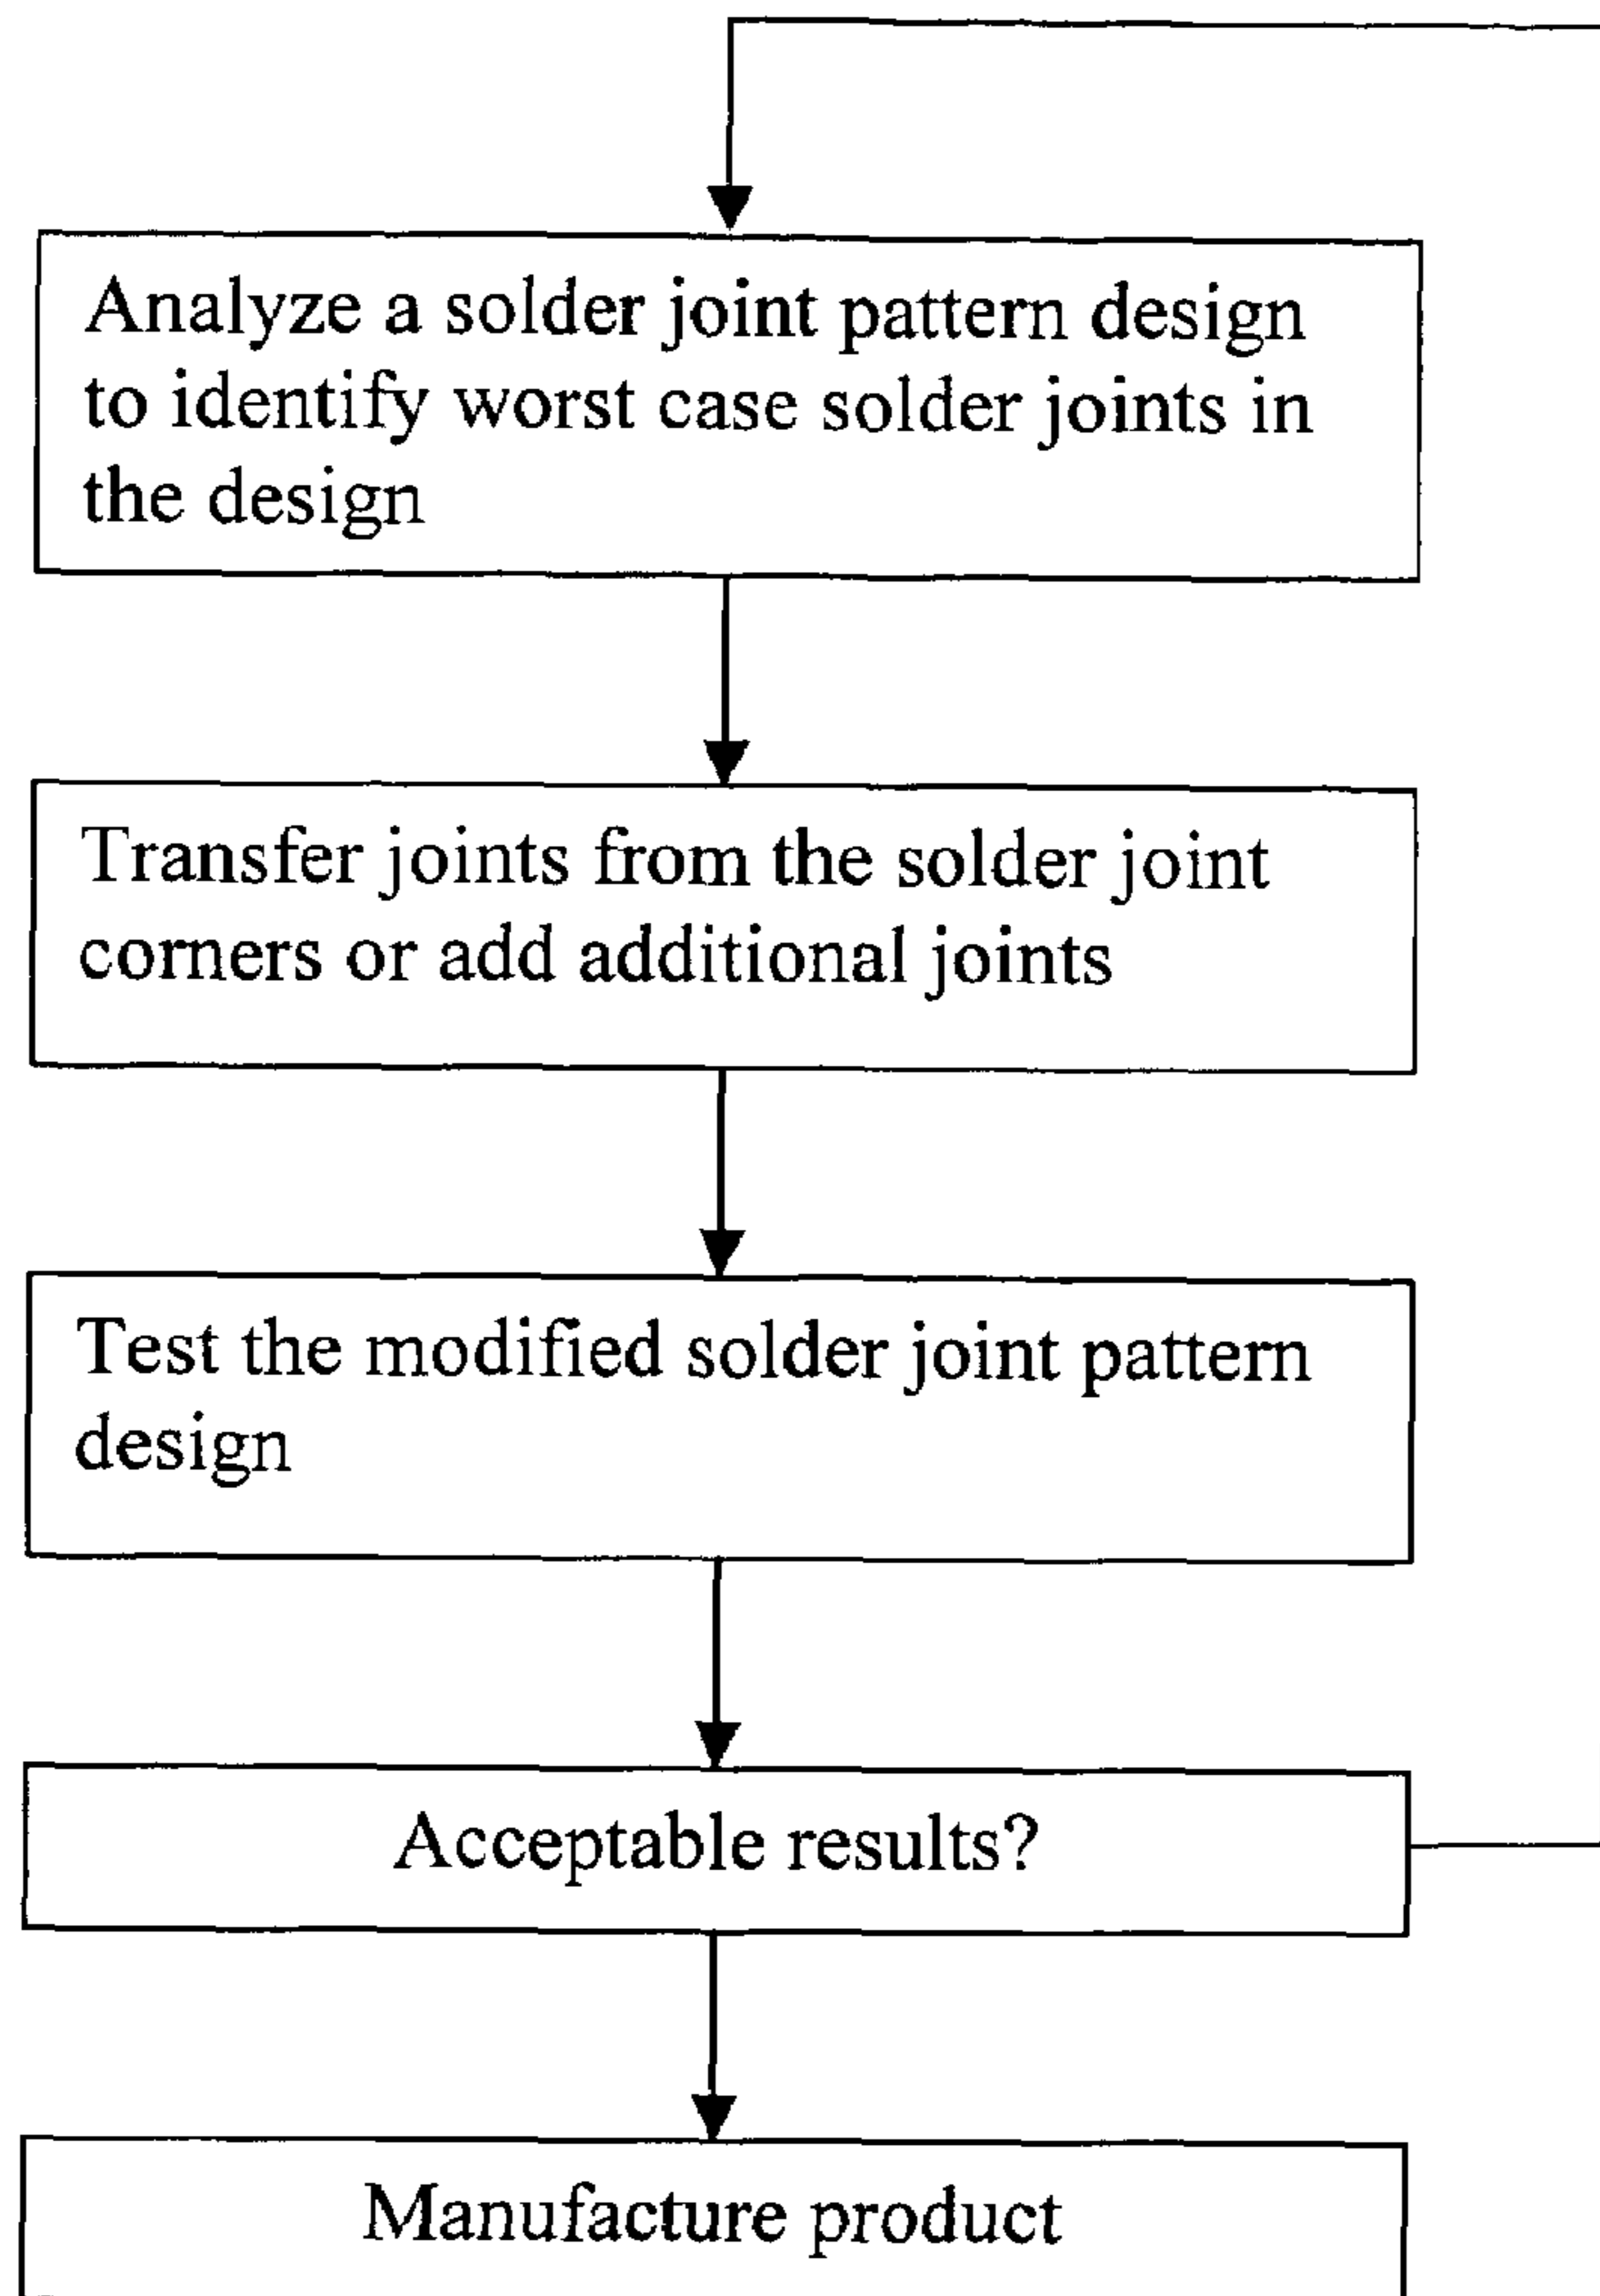 Analyze a solder joint pattern design
to identify worst case solder joints in
the design
Transfer joints from the solder joint
corners or add additional joints
Test the modified solder joint pattern
design
Acceptable results?
Manufacture product